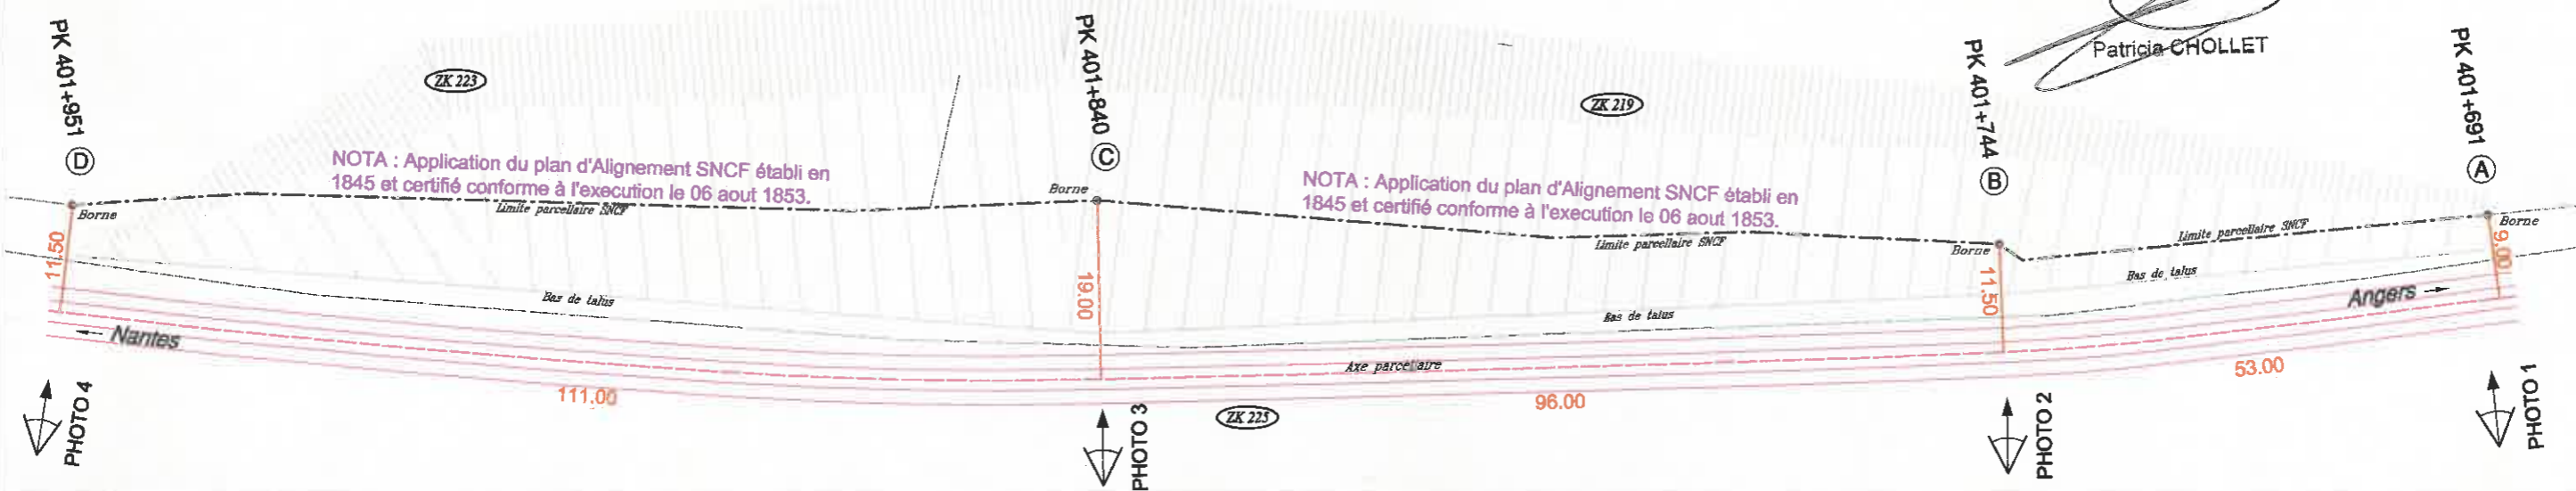 PK 401+951
D
ZK 223
PK 401+840
C
ZK 219
PK 401+744
B
Patricia CHOLLET
PK 401+691
A
NOTA : Application du plan d'Alignement SNCF établi en
1845 et certifié conforme à l'execution le 06 aout 1853.
NOTA : Application du plan d'Alignement SNCF établi en
1845 et certifié conforme à l'execution le 06 aout 1853.
Borne
Limite parcellaire SNCF
Borne
Limite parcellaire SNCF
Borne
Limite parcellaire SNCF
Borne
11.50
19.00
11.50
9.00
Bas de talus
Bas de talus
Bas de talus
Nantes
Angers
Axe parcellaire
111.00
96.00
53.00
ZK 225
PHOTO 4
PHOTO 3
PHOTO 2
PHOTO 1